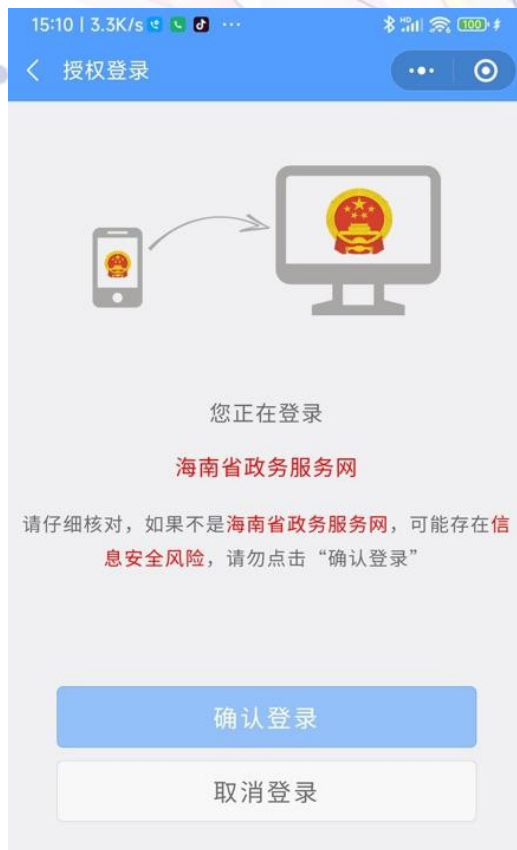 15:10 | 3.3K/s ...
HD 100
授权登录
您正在登录
海南省政务服务网
请仔细核对，如果不是海南省政务服务网，可能存在信
息安全风险，请勿点击“确认登录”
确认登录
取消登录